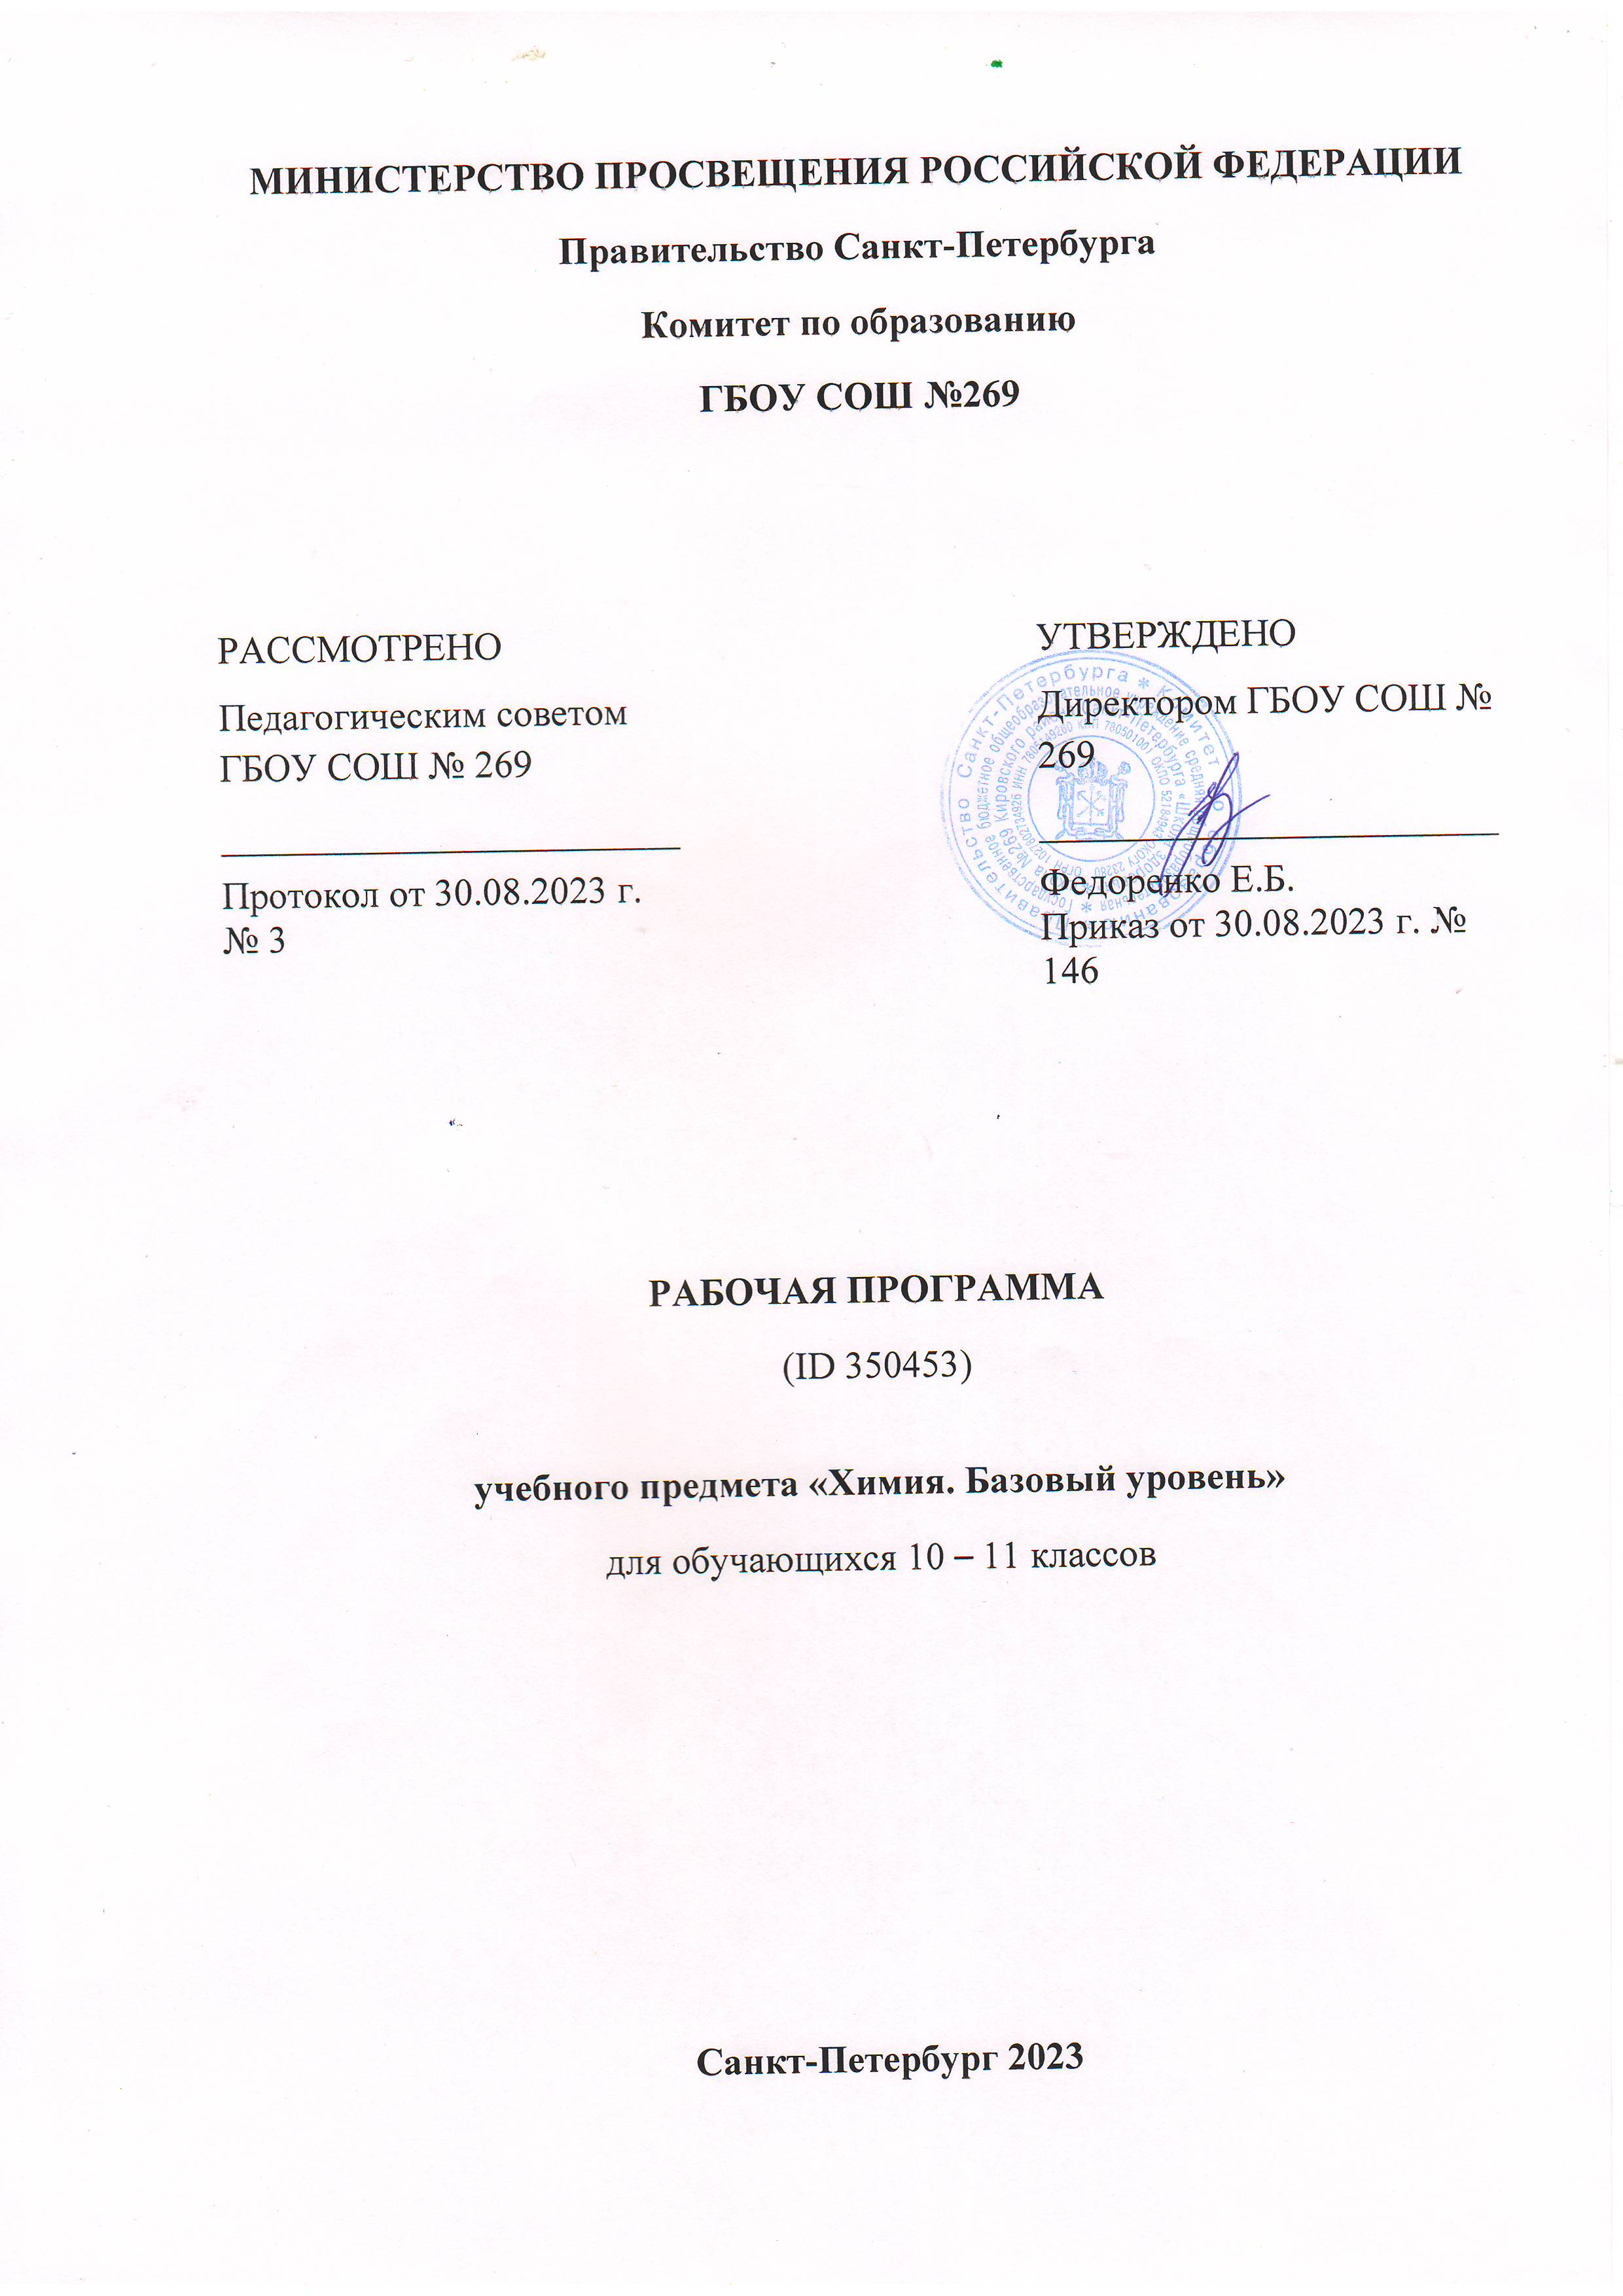 МИНИСТЕРСТВО ПРОСВЕЩЕНИЯ РОССИЙСКОЙ ФЕДЕРАЦИИ
Правительство Санкт-Петербурга
Комитет по образованию
ГБОУ СОШ №269
РАССМОТРЕНО
Педагогическим советом
ГБОУ СОШ № 269
Протокол от 30.08.2023 г.
№ 3
УТВЕРЖДЕНО
Директором ГБОУ СОШ №
269
Федоренко Е.Б.
Приказ от 30.08.2023 г. №
146
РАБОЧАЯ ПРОГРАММА
(ID 350453)
учебного предмета «Химия. Базовый уровень»
для обучающихся 10 – 11 классов
Санкт-Петербург 2023